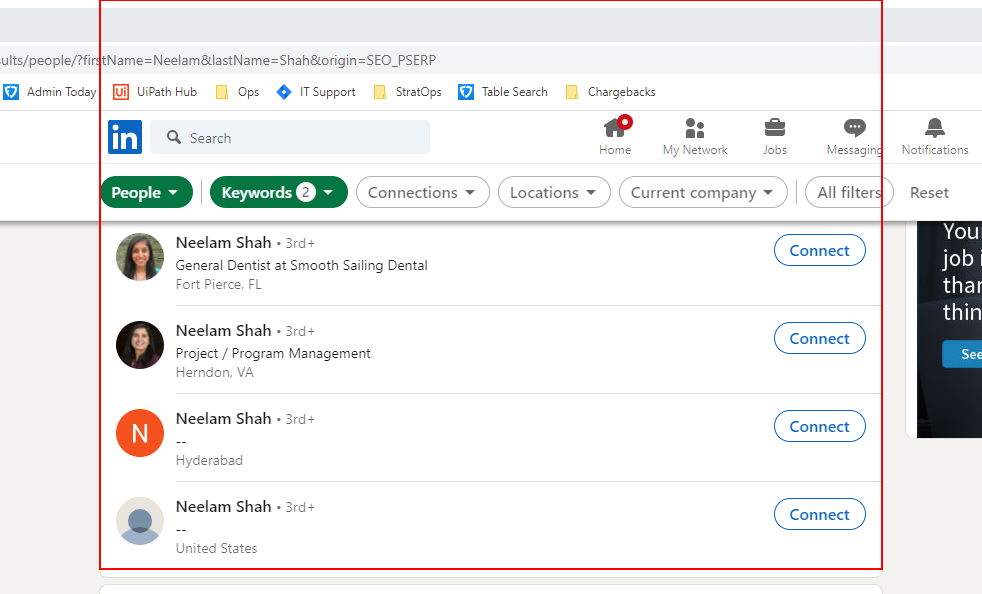 sults/people/?firstName=Neelam&lastName=Shah&origin=SEO_PSERP
Admin Today UiPath Hub Ops IT Support StratOps Table Search Chargebacks
in Search Home My Network Jobs Messaging Notifications
People Keywords 2 Connections Locations Current company All filters Reset
Neelam Shah • 3rd+
General Dentist at Smooth Sailing Dental
Fort Pierce, FL
Connect
Neelam Shah • 3rd+
Project / Program Management
Herndon, VA
Connect
N
Neelam Shah • 3rd+
--
Hyderabad
Connect
Neelam Shah • 3rd+
--
United States
Connect
You
job i
than
thin
See